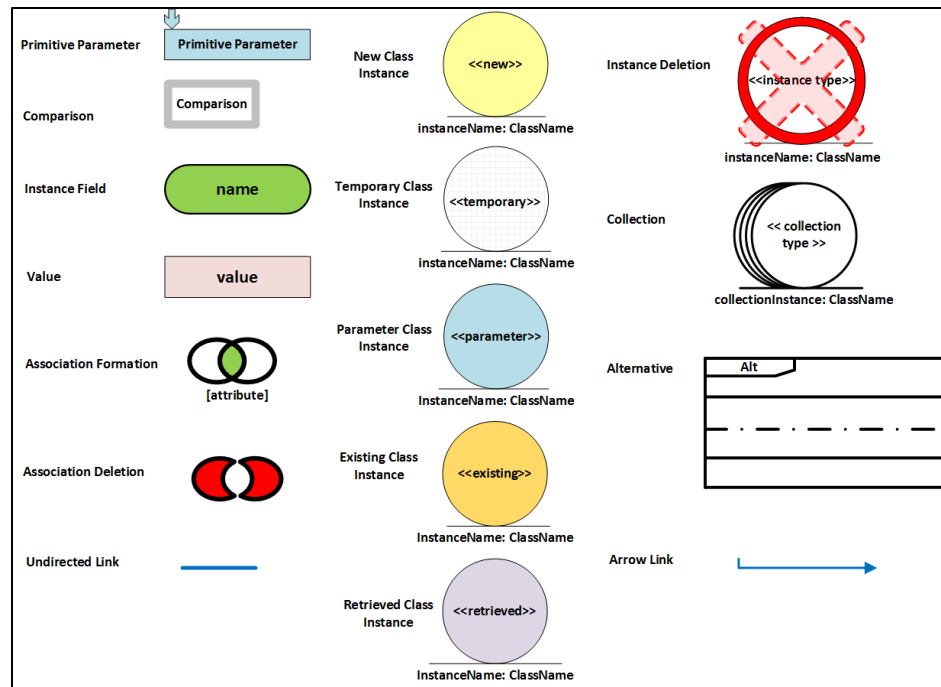 Primitive Parameter
Primitive Parameter
Comparison
Comparison
Instance Field
name
Value
value
Association Formation
[attribute]
Association Deletion
Undirected Link
New Class
Instance
<<new>>
instanceName: ClassName
Temporary Class
Instance
<<temporary>>
instanceName: ClassName
Parameter Class
Instance
<<parameter>>
InstanceName: ClassName
Existing Class
Instance
<<existing>>
InstanceName: ClassName
Retrieved Class
Instance
<<retrieved>>
InstanceName: ClassName
Instance Deletion
<<instance type>>
instanceName: ClassName
Collection
<< collection
type >>
collectionInstance: ClassName
Alternative
Alt
Arrow Link